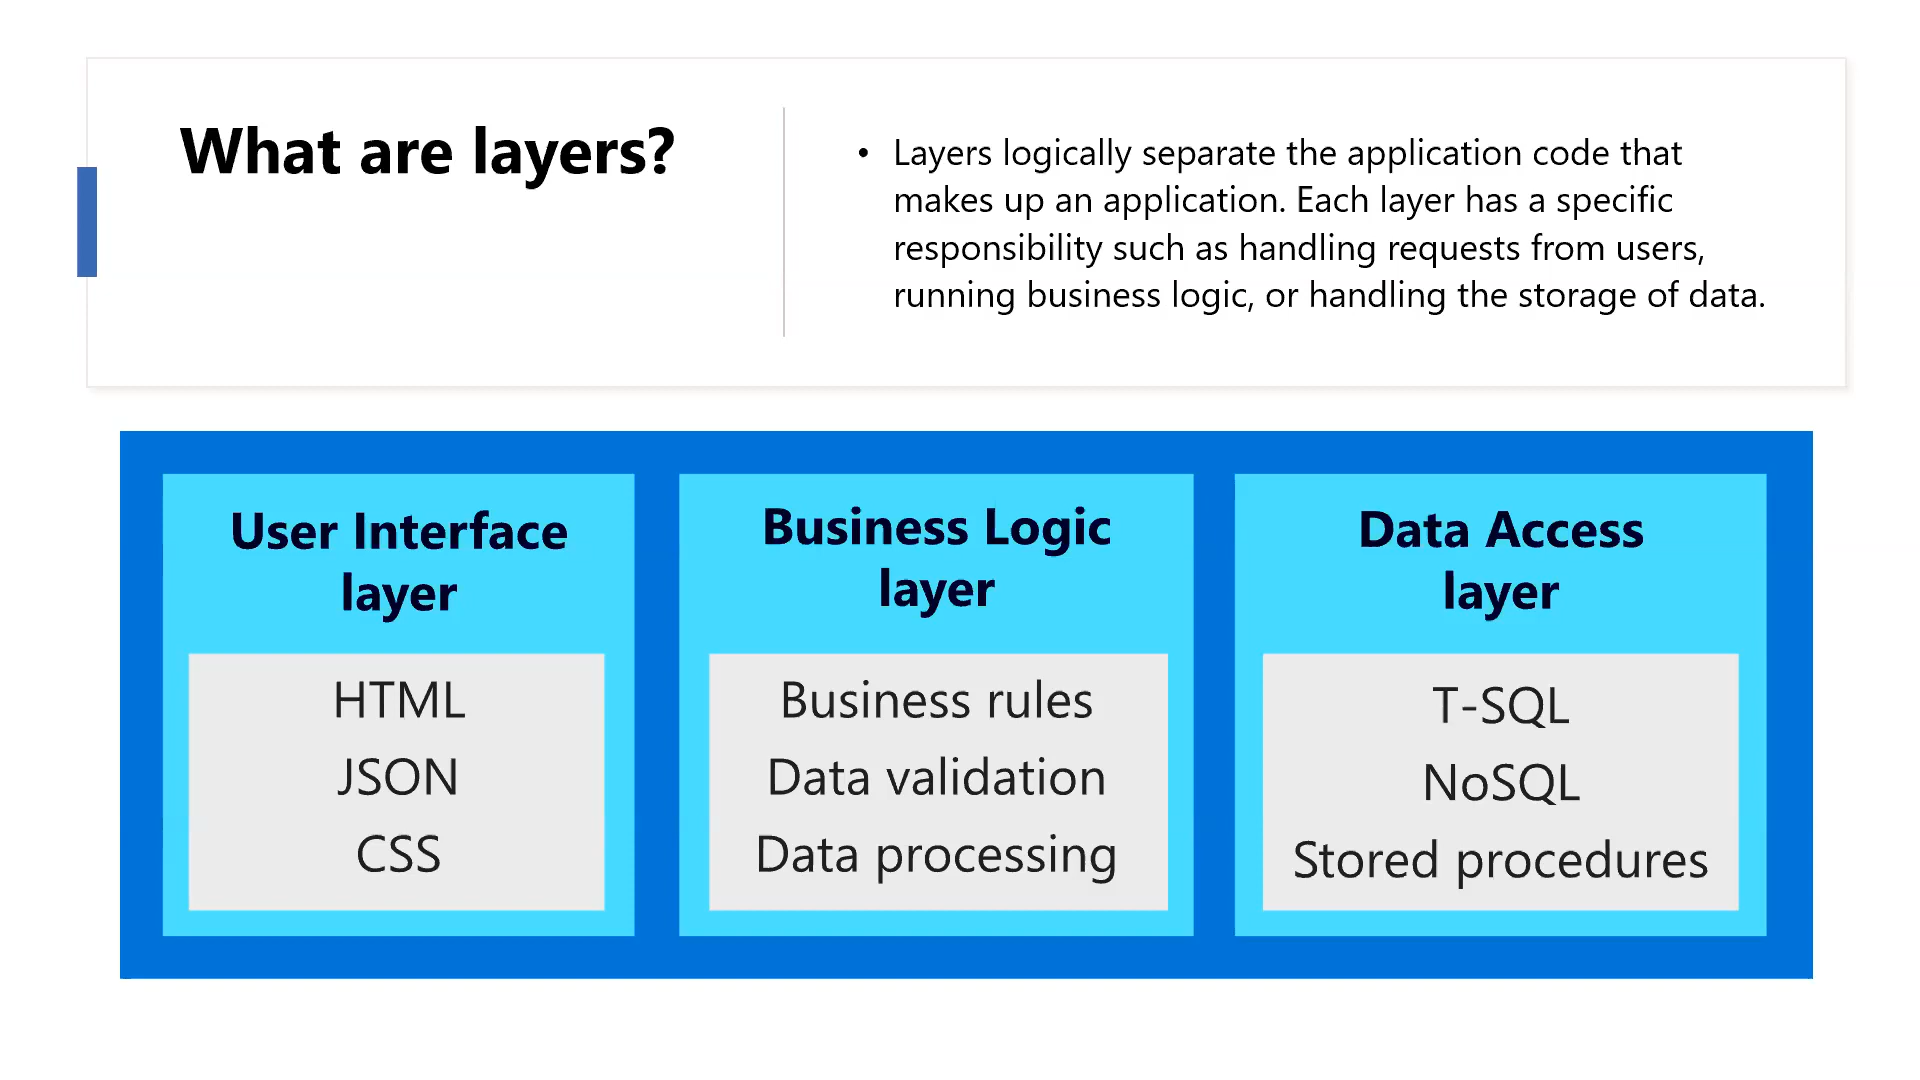 What are layers?
• Layers logically separate the application code that
makes up an application. Each layer has a specific
responsibility such as handling requests from users,
running business logic, or handling the storage of data.
User Interface
layer
HTML
JSON
CSS
Business Logic
layer
Business rules
Data validation
Data processing
Data Access
layer
T-SQL
NoSQL
Stored procedures